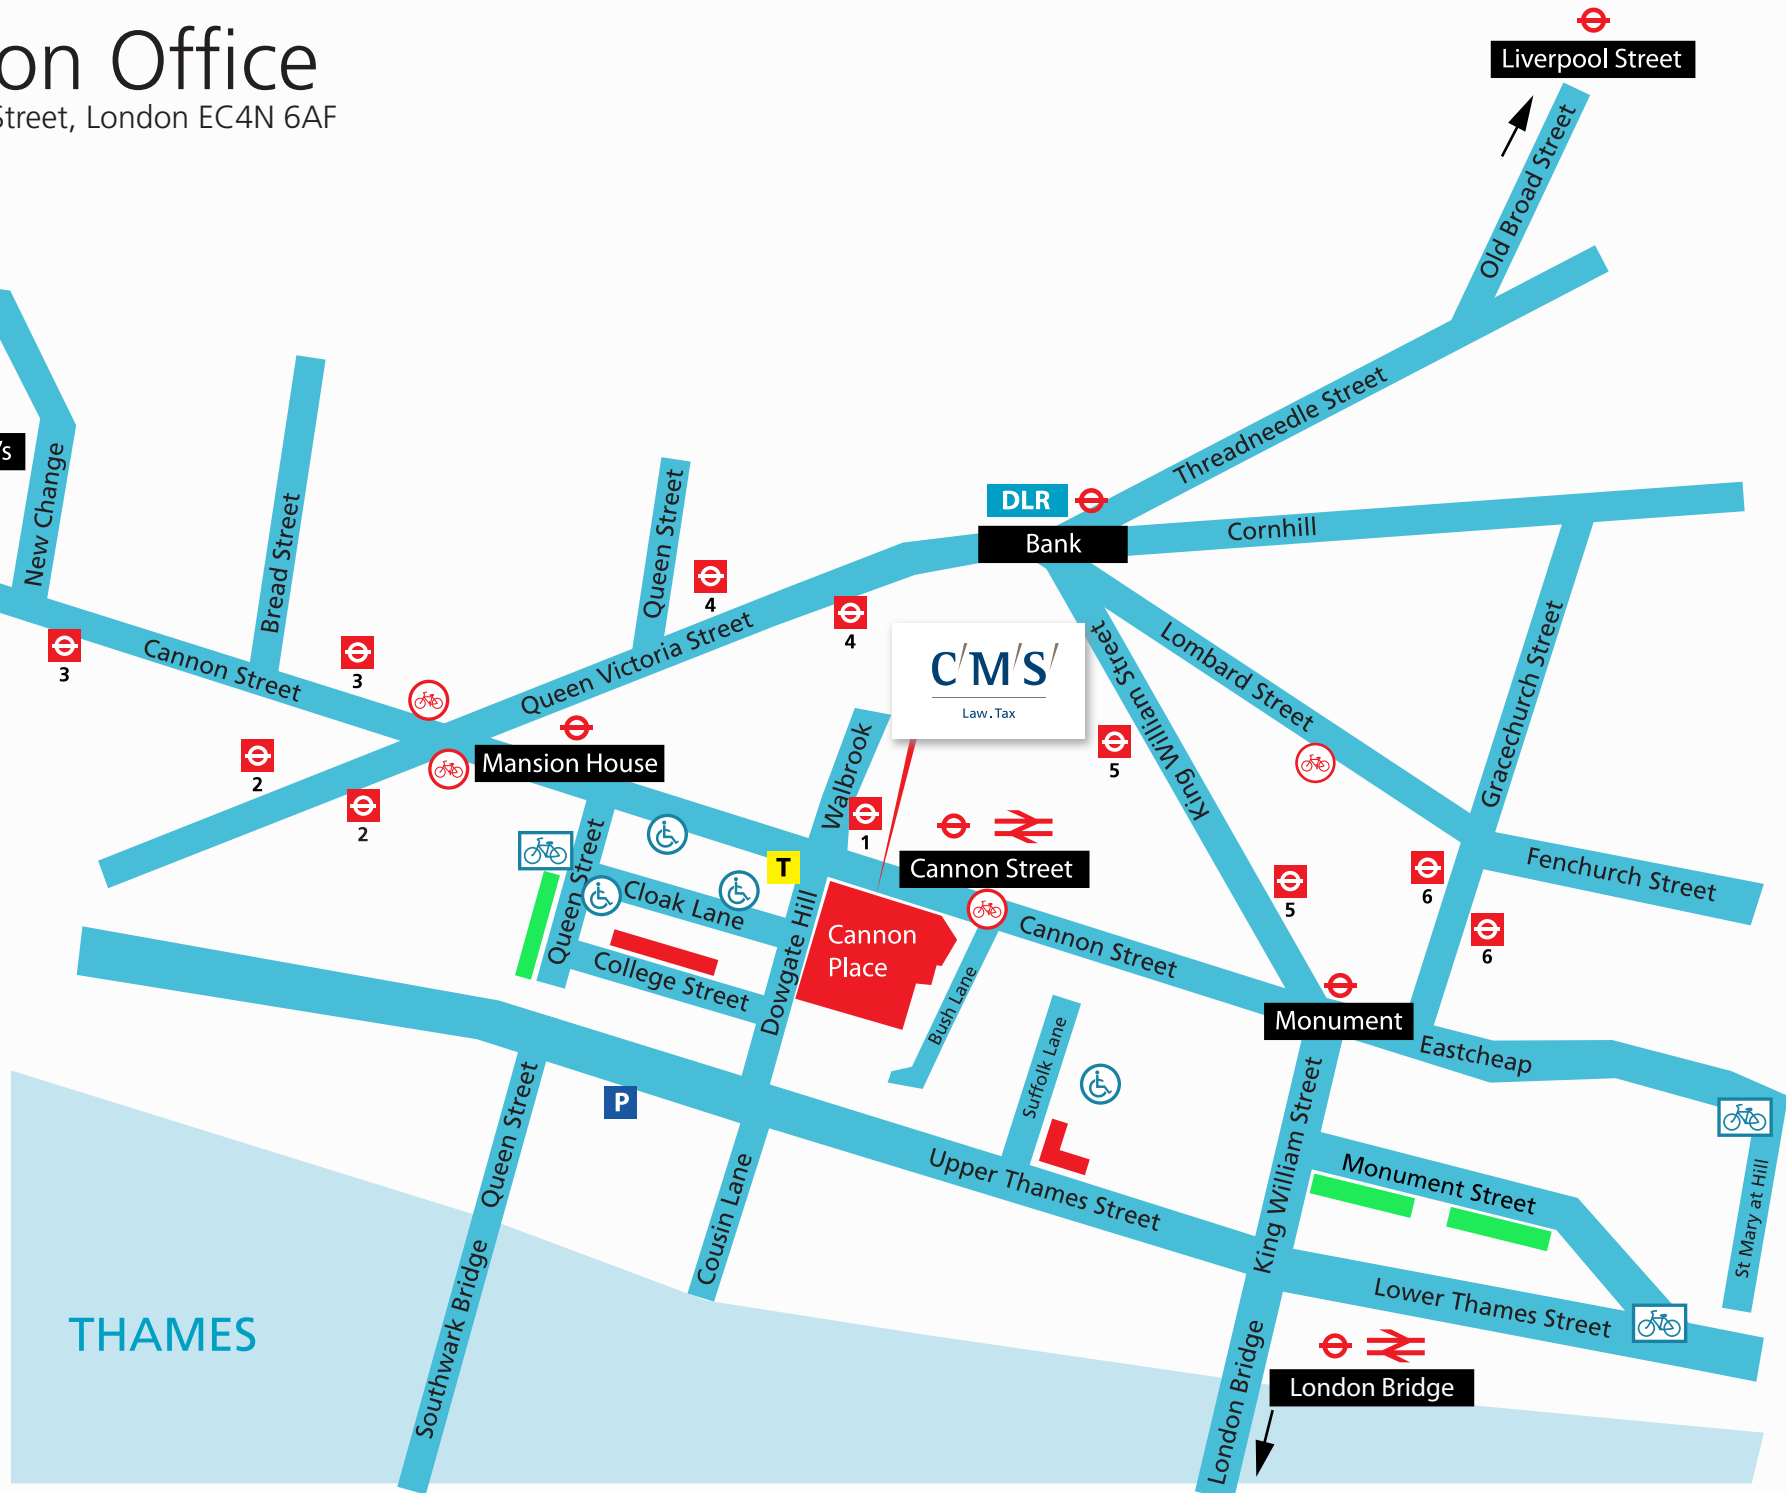 on Office
Street, London EC4N 6AF
Liverpool Street
Old Broad Street
Threadneedle Street
's
New Change
Bread Street
Queen Street
DLR
Bank
Cornhill
4
4
3
3
Cannon Street
Queen Victoria Street
C'M'S'
Law.Tax
King William Street
Lombard Street
Gracechurch Street
Mansion House
2
2
5
Walbrook
1
T
Cannon Street
Fenchurch Street
5
6
6
Queen Street
Cloak Lane
College Street
Dowgate Hill
Cannon
Place
Cannon Street
Bush Lane
Suffolk Lane
Monument
Eastcheap
P
Queen Street
Upper Thames Street
King William Street
Monument Street
St Mary at Hill
Cousin Lane
Southwark Bridge
THAMES
Lower Thames Street
London Bridge
London Bridge